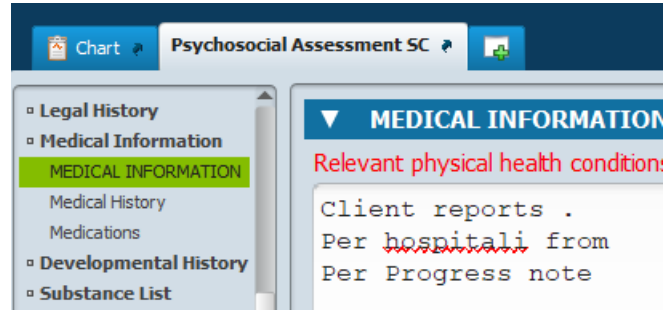 Chart
Psychosocial Assessment SC
Legal History
Medical Information
MEDICAL INFORMATION
Medical History
Medications
Developmental History
Substance List
MEDICAL INFORMATION
Relevant physical health conditions
Client reports .
Per hospitali from
Per Progress note